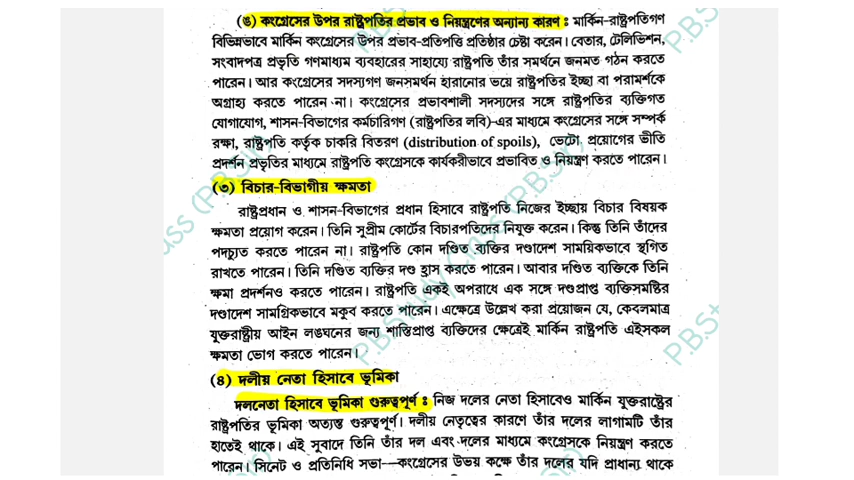 (ঙ) কংগ্রেসের উপর রাষ্ট্রপতির প্রভাব ও নিয়ন্ত্রণের অন্যান্য কারণ : মার্কিন-রাষ্ট্রপতিগণ
বিভিন্নভাবে মার্কিন কংগ্রেসের উপর প্রভাব-প্রতিপত্তি প্রতিষ্ঠার চেষ্টা করেন। বেতার, টেলিভিশন,
সংবাদপত্র প্রভৃতি গণমাধ্যম ব্যবহারের সাহায্যে রাষ্ট্রপতি তাঁর সমর্থনে জনমত গঠন করতে
পারেন। আর কংগ্রেসের সদস্যগণ জনসমর্থন হারানোর ভয়ে রাষ্ট্রপতির ইচ্ছা বা পরামর্শকে
অগ্রাহ্য করতে পারেন না। কংগ্রেসের প্রভাবশালী সদস্যদের সঙ্গে রাষ্ট্রপতির ব্যক্তিগত
যোগাযোগ, শাসন-বিভাগের কর্মচারিগণ (রাষ্ট্রপতির লবি)-এর মাধ্যমে কংগ্রেসের সঙ্গে সম্পর্ক
রক্ষা, রাষ্ট্রপতি কর্তৃক চাকরি বিতরণ (distribution of spoils), ভেটো প্রয়োগের ভীতি
প্রদর্শন প্রভৃতির মাধ্যমে রাষ্ট্রপতি কংগ্রেসকে কার্যকরীভাবে প্রভাবিত ও নিয়ন্ত্রণ করতে পারেন।
(৩) বিচার-বিভাগীয় ক্ষমতা
রাষ্ট্রপ্রধান ও শাসন-বিভাগের প্রধান হিসাবে রাষ্ট্রপতি নিজের ইচ্ছায় বিচার বিষয়ক
ক্ষমতা প্রয়োগ করেন। তিনি সুপ্রীম কোর্টের বিচারপতিদের নিযুক্ত করেন। কিন্তু তিনি তাঁদের
পদচ্যুত করতে পারেন না। রাষ্ট্রপতি কোন দণ্ডিত ব্যক্তির দণ্ডাদেশ সাময়িকভাবে স্থগিত
রাখতে পারেন। তিনি দণ্ডিত ব্যক্তির দণ্ড হ্রাস করতে পারেন। আবার দণ্ডিত ব্যক্তিকে তিনি
ক্ষমা প্রদর্শনও করতে পারেন। রাষ্ট্রপতি একই অপরাধে এক সঙ্গে দণ্ডপ্রাপ্ত ব্যক্তিসমষ্টির
দণ্ডাদেশ সামগ্রিকভাবে মকুব করতে পারেন। এক্ষেত্রে উল্লেখ করা প্রয়োজন যে, কেবলমাত্র
যুক্তরাষ্ট্রীয় আইন লঙ্ঘনের জন্য শাস্তিপ্রাপ্ত ব্যক্তিদের ক্ষেত্রেই মার্কিন রাষ্ট্রপতি এইসকল
ক্ষমতা ভোগ করতে পারেন।
(৪) দলীয় নেতা হিসাবে ভূমিকা
দলনেতা হিসাবে ভূমিকা গুরুত্বপূর্ণ : নিজ দলের নেতা হিসাবেও মার্কিন যুক্তরাষ্ট্রের
রাষ্ট্রপতির ভূমিকা অত্যন্ত গুরুত্বপূর্ণ। দলীয় নেতৃত্বের কারণে তাঁর দলের লাগামটি তাঁর
হাতেই থাকে। এই সুবাদে তিনি তাঁর দল এবং দলের মাধ্যমে কংগ্রেসকে নিয়ন্ত্রণ করতে
পারেন। সিনেট ও প্রতিনিধি সভা—কংগ্রেসের উভয় কক্ষে তাঁর দলের যদি প্রাধান্য থাকে